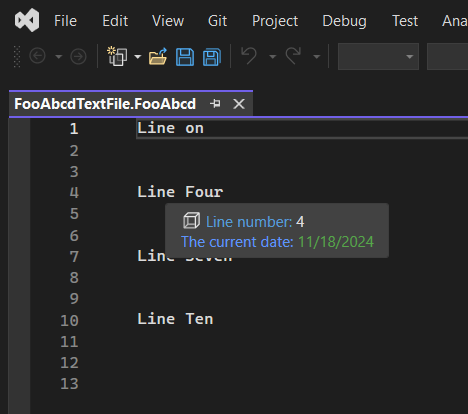 File Edit View Git Project Debug Test Ana
FooAbcdTextFile.FooAbcd
1 Line on
2
3
4 Line Four
5
6
Line number: 4
The current date: 11/18/2024
7 Line Seven
8
9
10 Line Ten
11
12
13